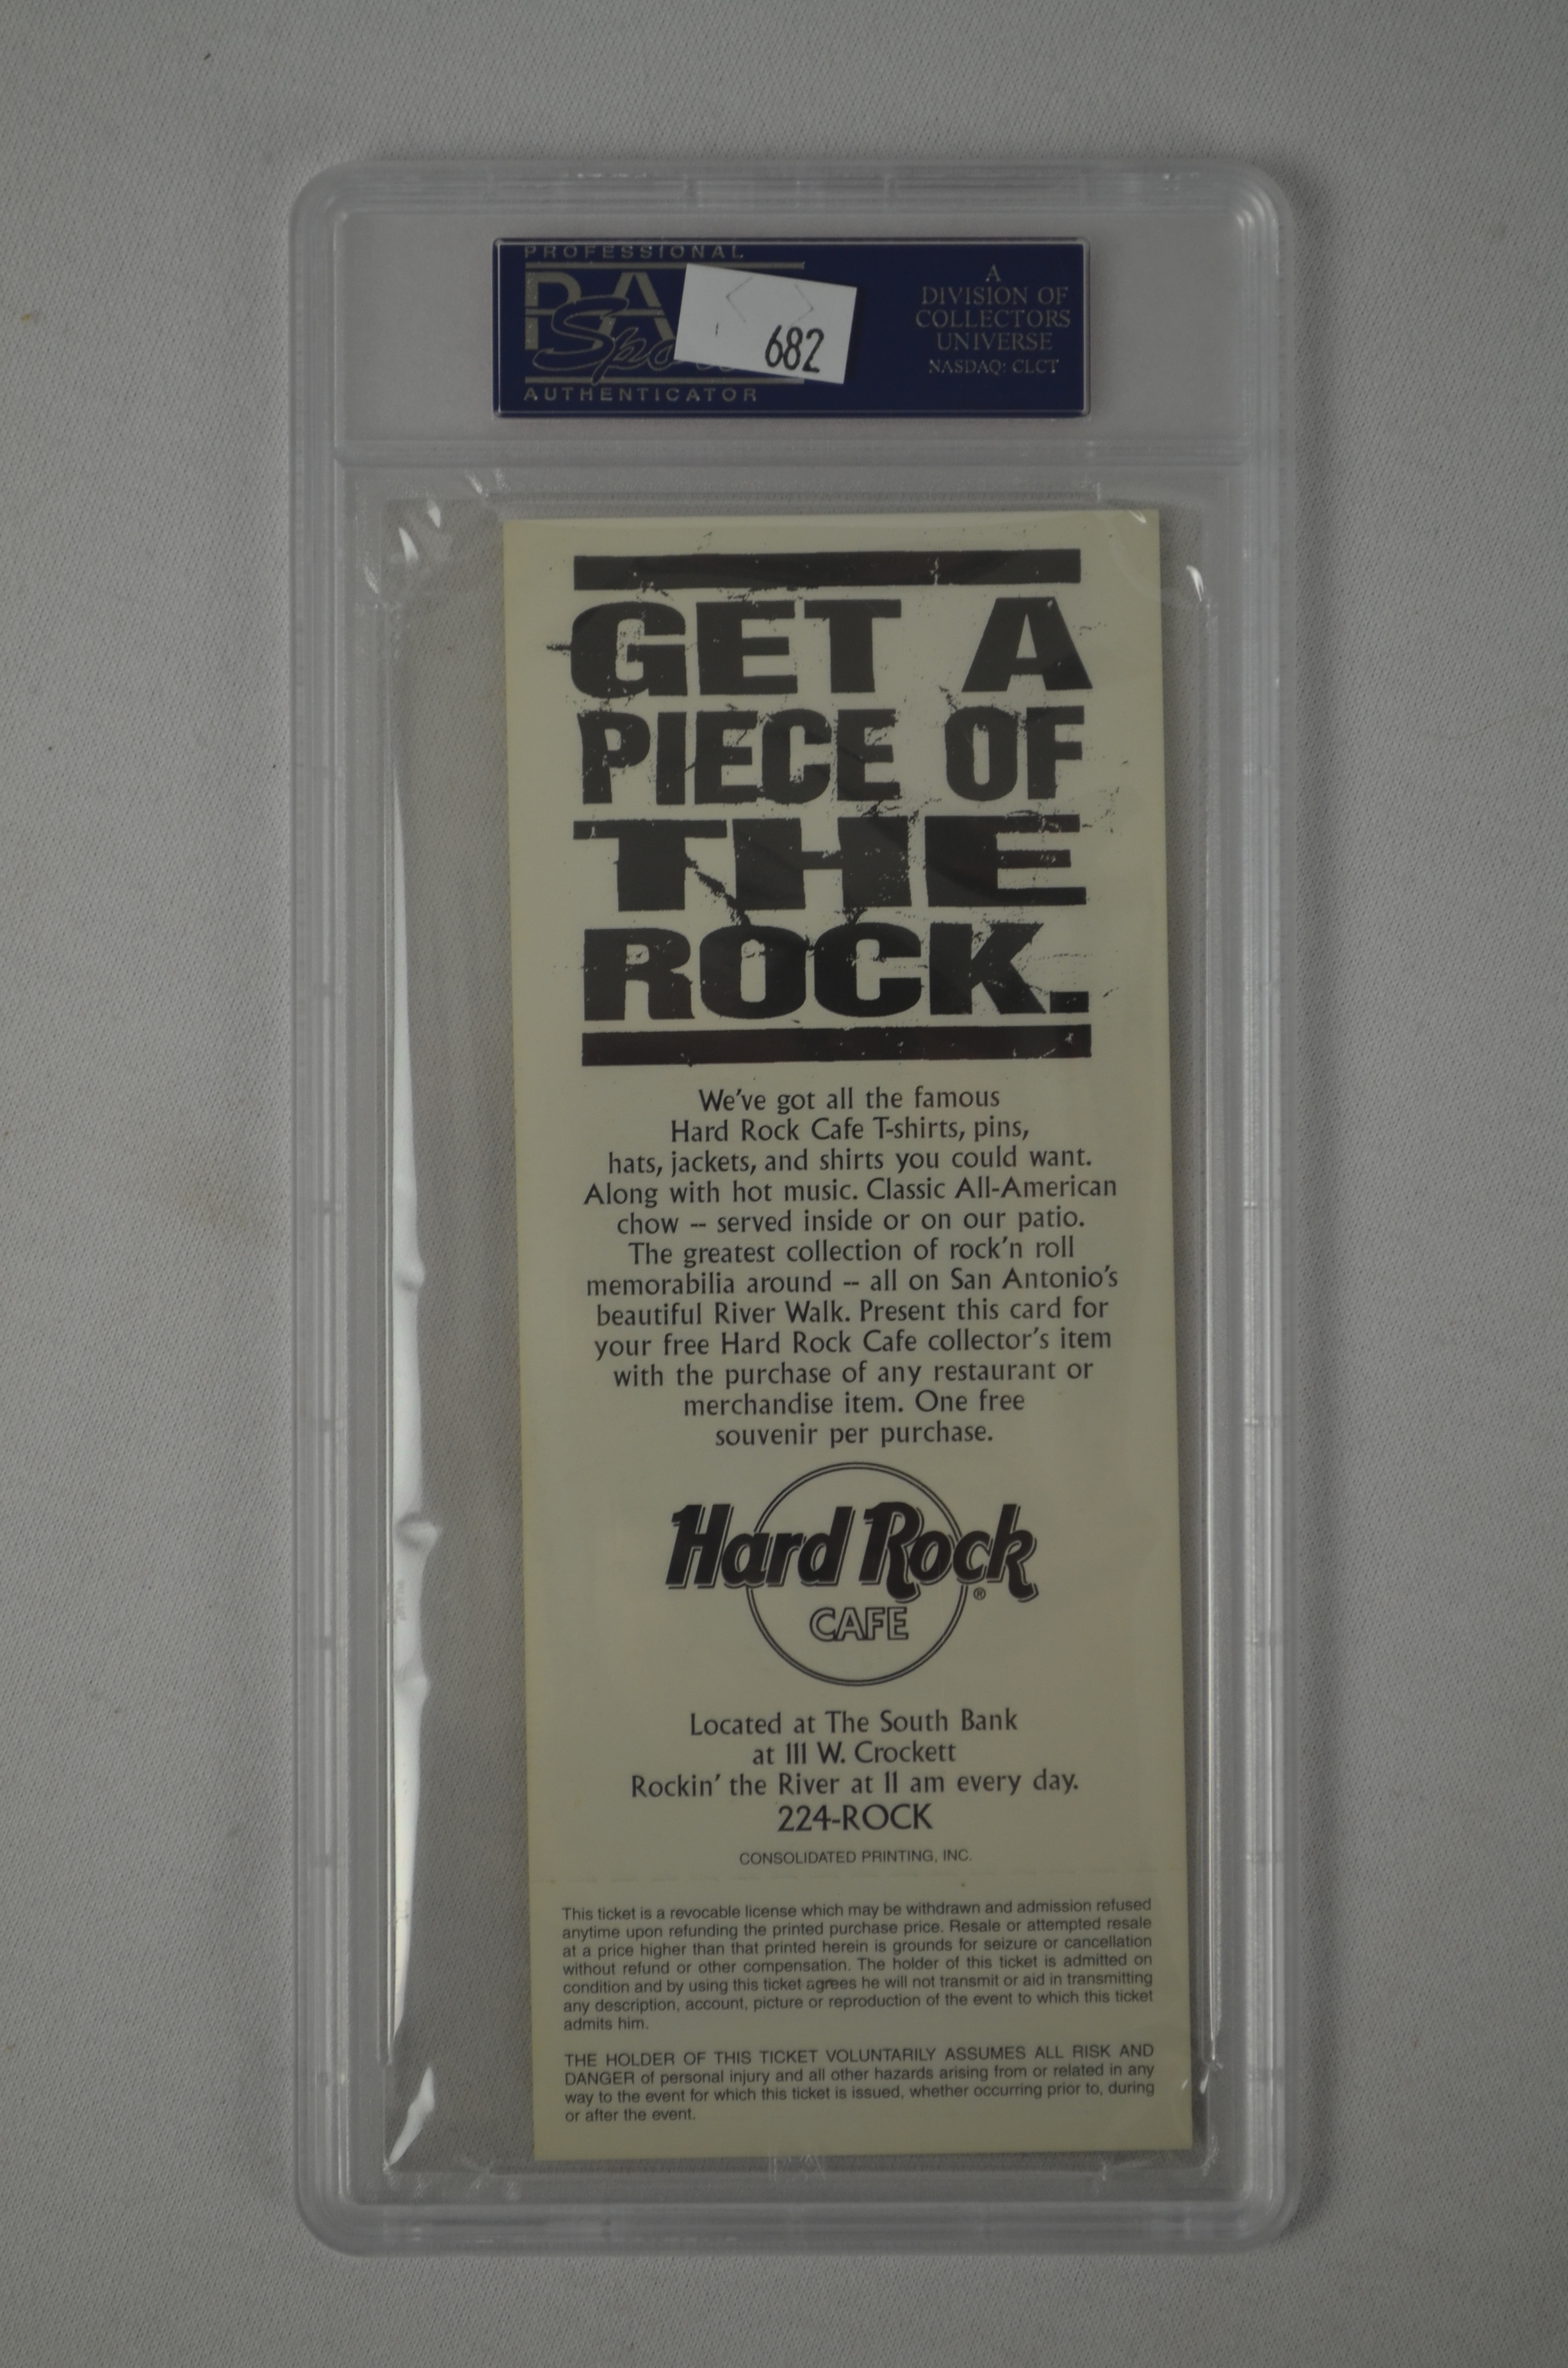 PROFESSIONAL
Spo
AUTHENTICATOR
682
A
DIVISION OF
COLLECTORS
UNIVERSE
NASDAQ: CLCT
GET A
PIECE OF
THE
ROCK.
We've got all the famous
Hard Rock Cafe T-shirts, pins,
hats, jackets, and shirts you could want.
Along with hot music. Classic All-American
chow -- served inside or on our patio.
The greatest collection of rock'n roll
memorabilia around -- all on San Antonio's
beautiful River Walk. Present this card for
your free Hard Rock Cafe collector's item
with the purchase of any restaurant or
merchandise item. One free
souvenir per purchase.
Hard Rock
®
CAFE
Located at The South Bank
at 111 W. Crockett
Rockin' the River at 11 am every day.
224-ROCK
CONSOLIDATED PRINTING, INC.
This ticket is a revocable license which may be withdrawn and admission refused
anytime upon refunding the printed purchase price. Resale or attempted resale
at a price higher than that printed herein is grounds for seizure or cancellation
without refund or other compensation. The holder of this ticket is admitted on
condition and by using this ticket agrees he will not transmit or aid in transmitting
any description, account, picture or reproduction of the event to which this ticket
admits him.
THE HOLDER OF THIS TICKET VOLUNTARILY ASSUMES ALL RISK AND
DANGER of personal injury and all other hazards arising from or related in any
way to the event for which this ticket is issued, whether occurring prior to, during
or after the event.